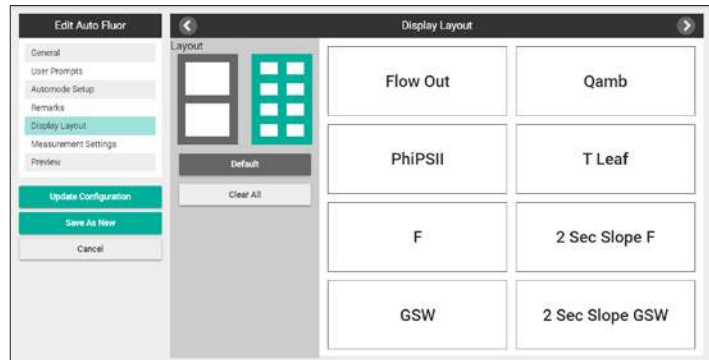 Edit Auto Fluor
General
User Prompts
Automode Setup
Remarks
Display Layout
Measurement Settings
Preview
Update Configuration
Save As New
Cancel
Display Layout
Layout
Default
Clear All
Flow Out
Qamb
PhiPSII
T Leaf
F
2 Sec Slope F
GSW
2 Sec Slope GSW